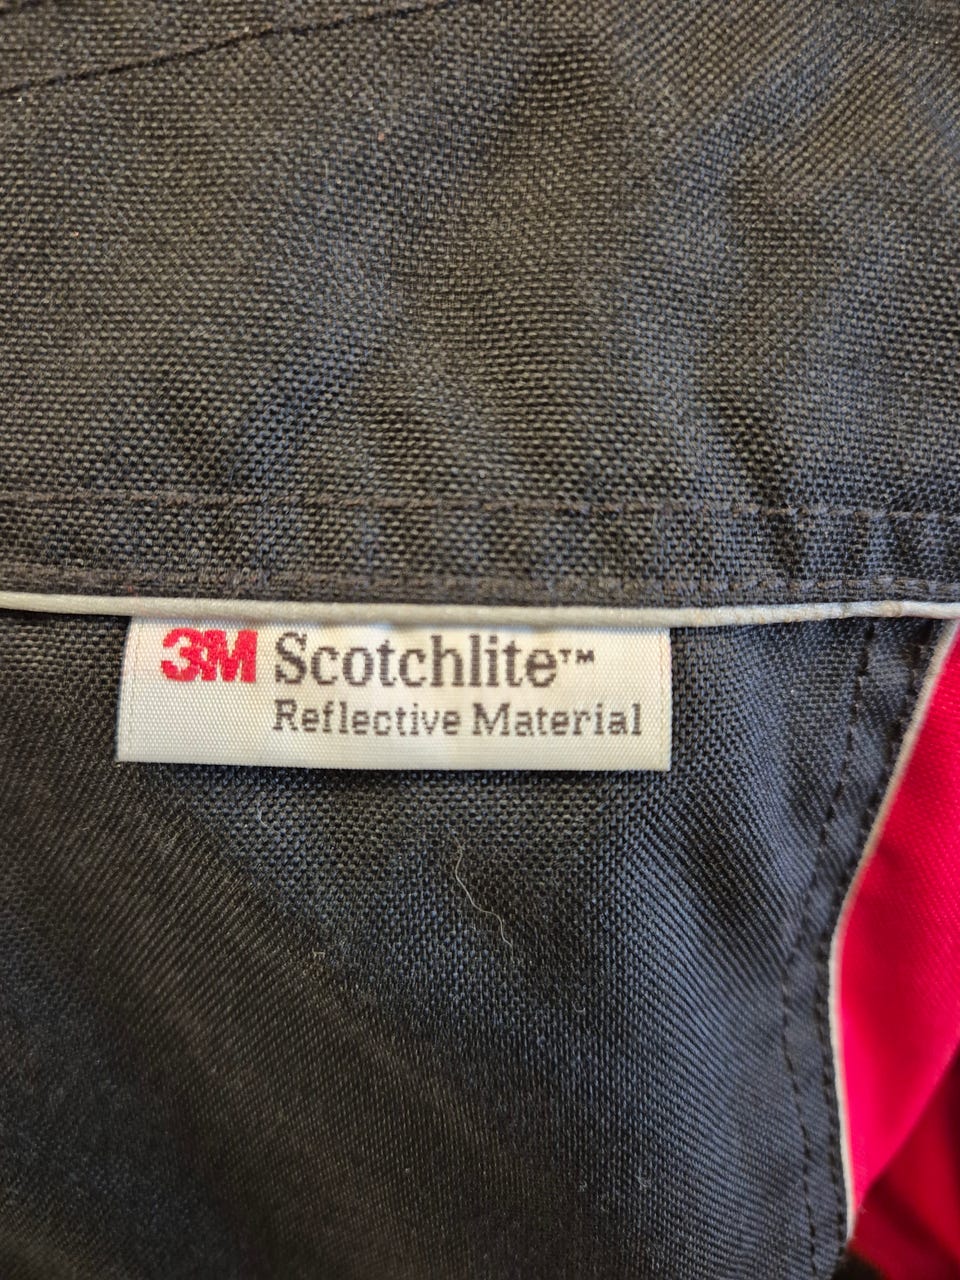 3M Scotchlite™
Reflective Material